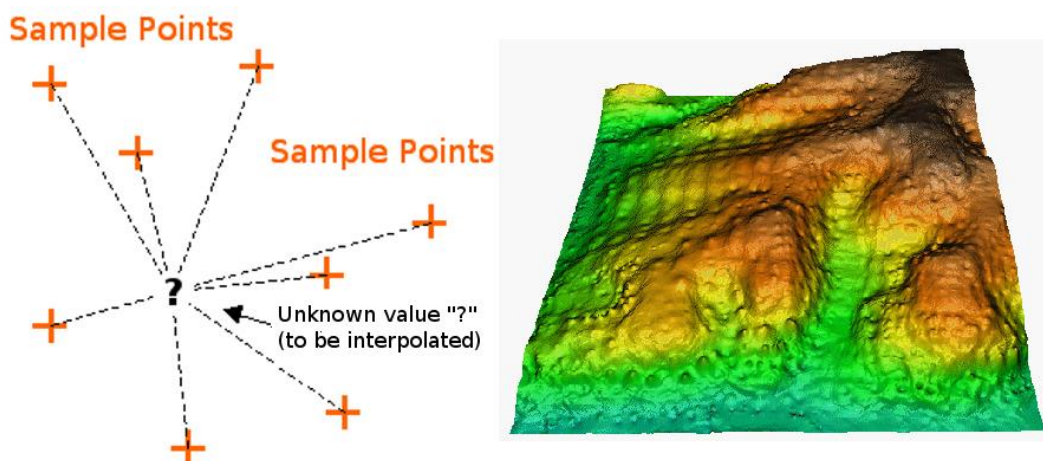 Sample Points
Sample Points
?
Unknown value "?"
(to be interpolated)